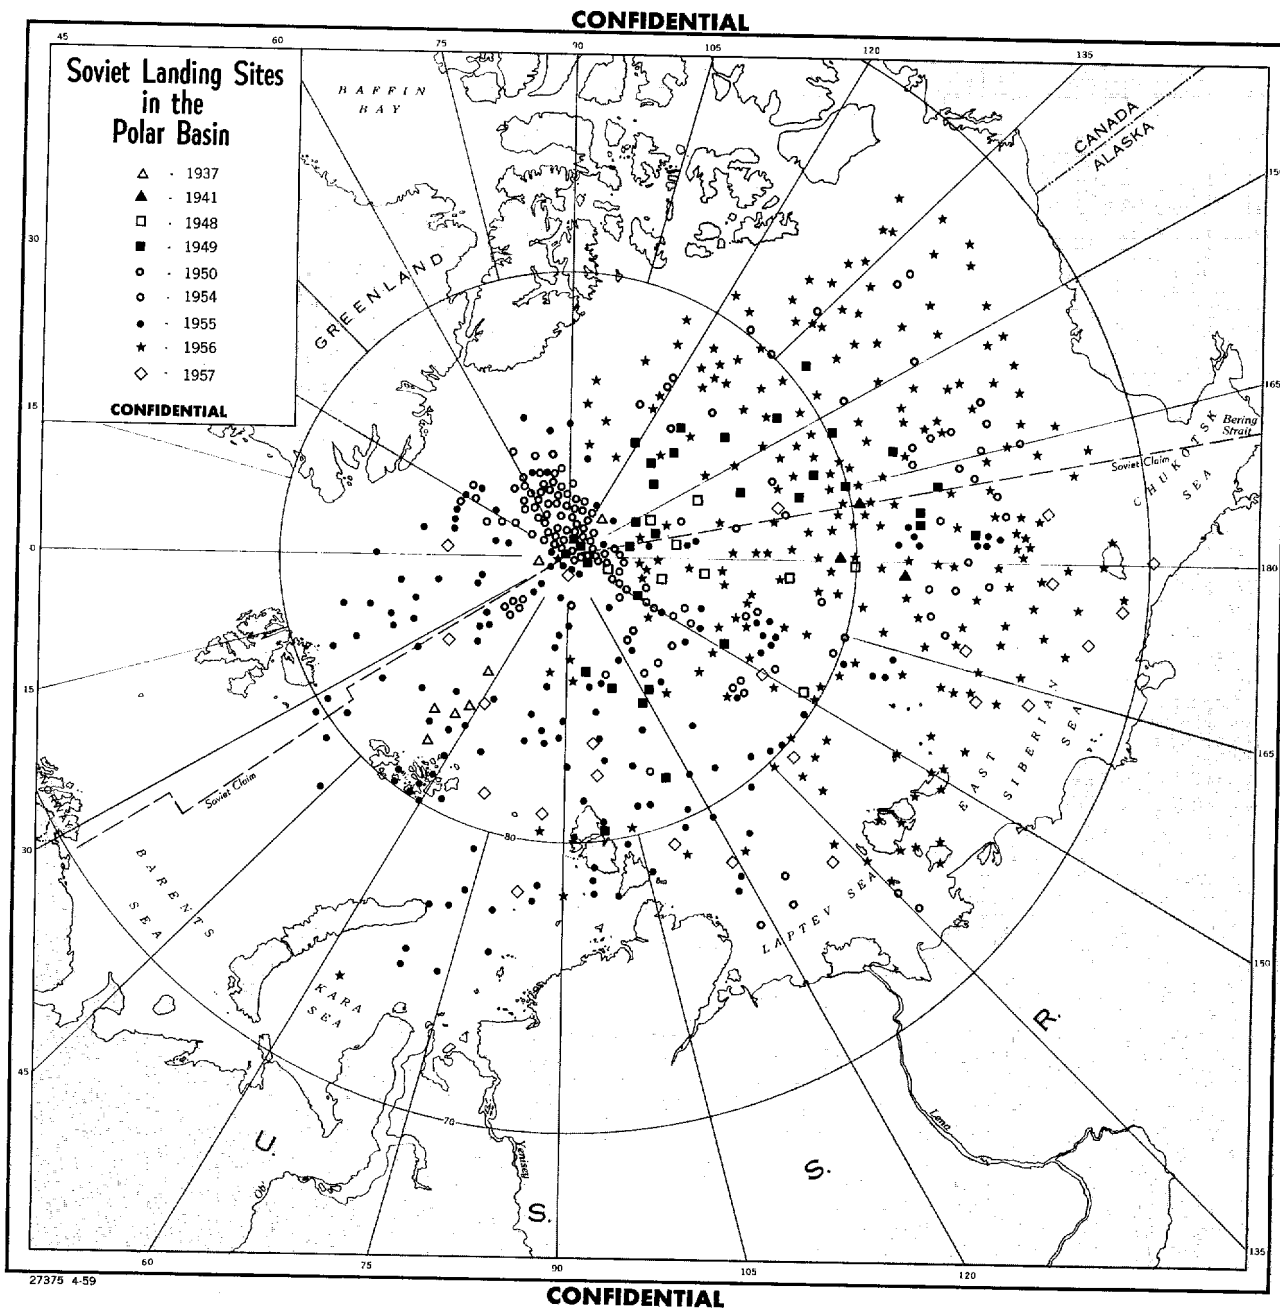 CONFIDENTIAL
45
60
75
90
105
120
135
Soviet Landing Sites
in the
Polar Basin
△ · 1937
▲ · 1941
□ · 1948
■ · 1949
○ · 1950
○ · 1954
● · 1955
★ · 1956
◇ · 1957
CONFIDENTIAL
BAFFIN
BAY
CANADA
ALASKA
GREENLAND
30
15
0
15
30
45
165
180
165
150
135
Bering
Strait
Soviet Claim
CHUKOTSK
SEA
EAST
SIBERIAN
SEA
Soviet Claim
80
BARENTS
SEA
LAPTEV SEA
KARA
SEA
70
U.
S.
S.
R.
Ob'
Yenisey
Lena
60
75
90
105
120
27375 4-59
CONFIDENTIAL